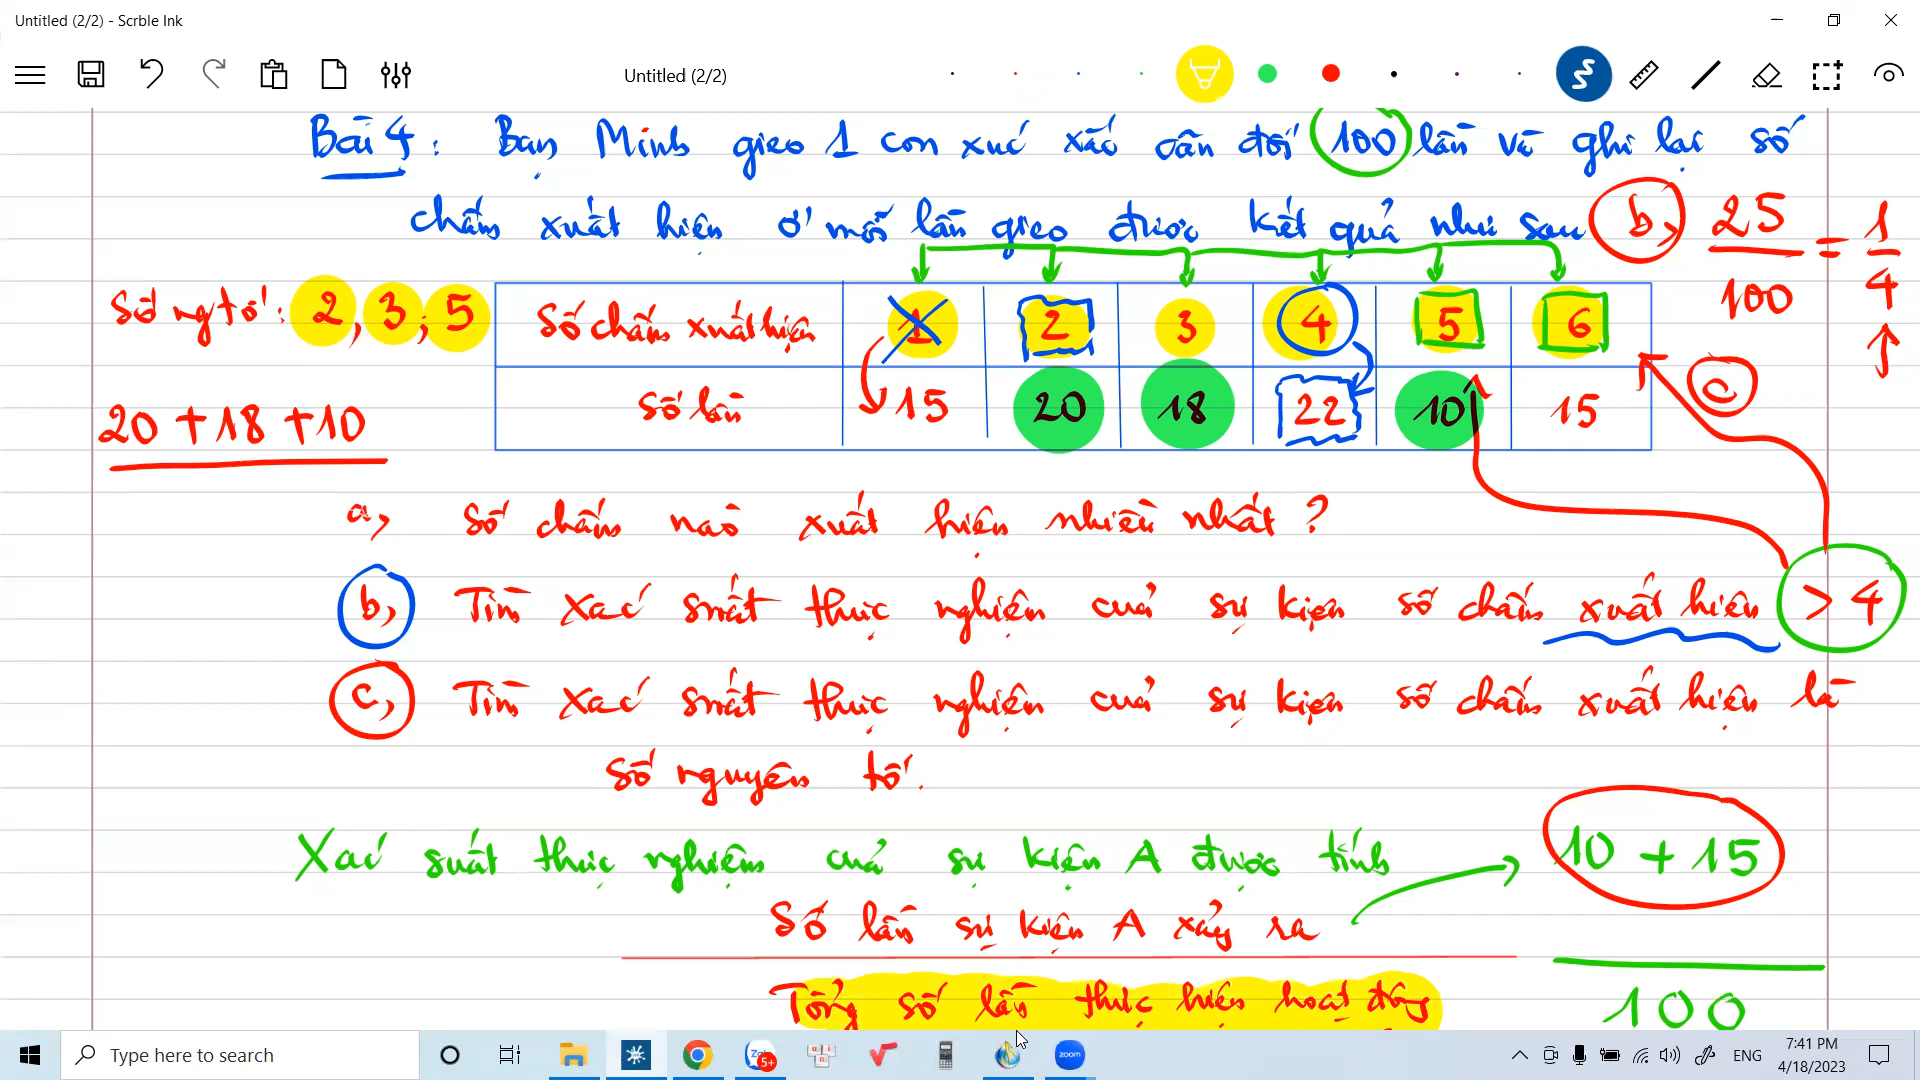 Untitled (2/2) - Scrble Ink
Untitled (2/2)
Bài 4: Bạn Minh gieo 1 con xúc xắc cân đối 100 lần và ghi lại số
chấm xuất hiện ở mỗi lần gieo được kết quả như sau
b, 25/100 = 1/4
Số ng tố: 2, 3, 5
Số chấm xuất hiện 1 2 3 4 5 6
Số lần 15 20 18 22 10 15
c
20 + 18 + 10
a, Số chấm nào xuất hiện nhiều nhất?
b, Tìm xác suất thực nghiệm của sự kiện số chấm xuất hiện > 4
c, Tìm xác suất thực nghiệm của sự kiện số chấm xuất hiện là
số nguyên tố.
Xác suất thực nghiệm của sự kiện A được tính
10 + 15
Số lần sự kiện A xảy ra
Tổng số lần thực hiện hoạt động
100
Type here to search
5+
zoom
ENG
7:41 PM
4/18/2023